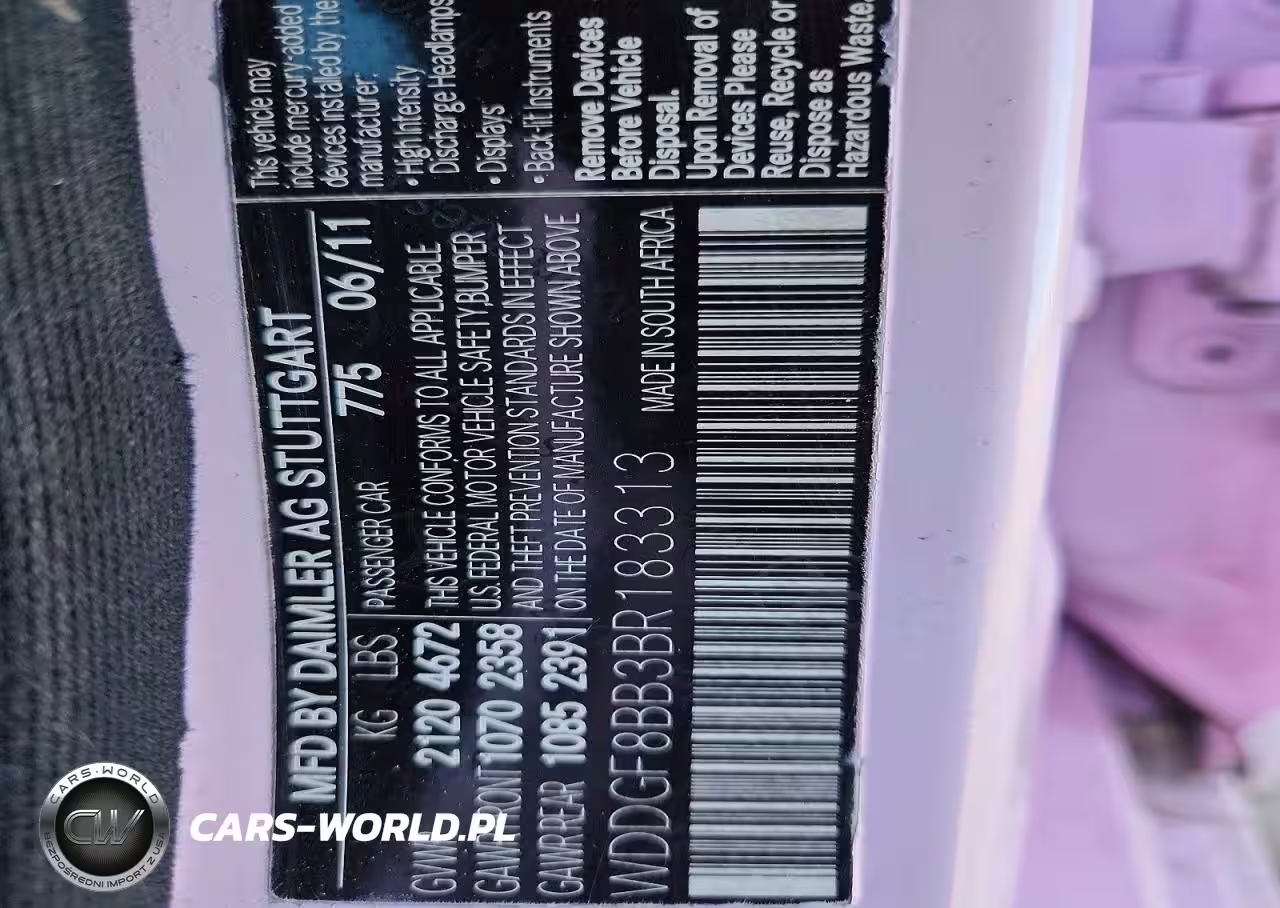 MFD BY DAIMLER AG STUTTGART
KG LBS PASSENGER CAR 775 06/11
GVWR 2120 4672 THIS VEHICLE CONFORMS TO ALL APPLICABLE
GAWR FRONT 1070 2358 U.S. FEDERAL MOTOR VEHICLE SAFETY,BUMPER
AND THEFT PREVENTION STANDARDS IN EFFECT
GAWR REAR 1085 2391 ON THE DATE OF MANUFACTURE SHOWN ABOVE
WDDGF8BB3BR183313 MADE IN SOUTH AFRICA
This vehicle may
include mercury added
devices installed by the
manufacturer:
• High Intensity
Discharge Headlamps
• Displays
• Back-lit Instruments
Remove Devices
Before Vehicle
Disposal.
Upon Removal of
Devices Please
Reuse, Recycle or
Dispose as
Hazardous Waste.
CARS-WORLD
CW
BEZPOŚREDNI IMPORT Z USA
CARS-WORLD.PL